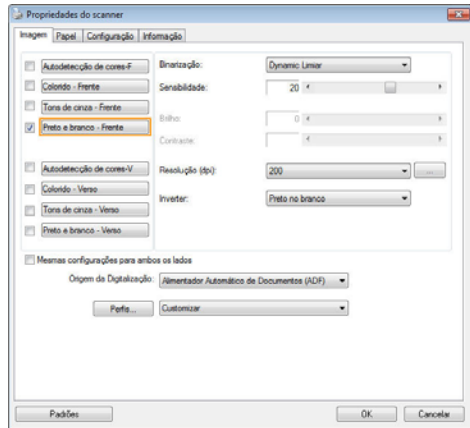 Propriedades do scanner
Imagem Papel Configuração Informação
Autodetecção de cores-F
Colorido - Frente
Tons de cinza - Frente
Preto e branco - Frente
Autodetecção de cores-V
Colorido - Verso
Tons de cinza - Verso
Preto e branco - Verso
Binarização: Dynamic Limiar
Sensibilidade: 20
Brilho: 0
Contraste:
Resolução (dpi): 200 ...
Inverter: Preto no branco
Mesmas configurações para ambos os lados
Origem da Digitalização: Alimentador Automático de Documentos (ADF)
Perfis... Customizar
Padrões OK Cancelar